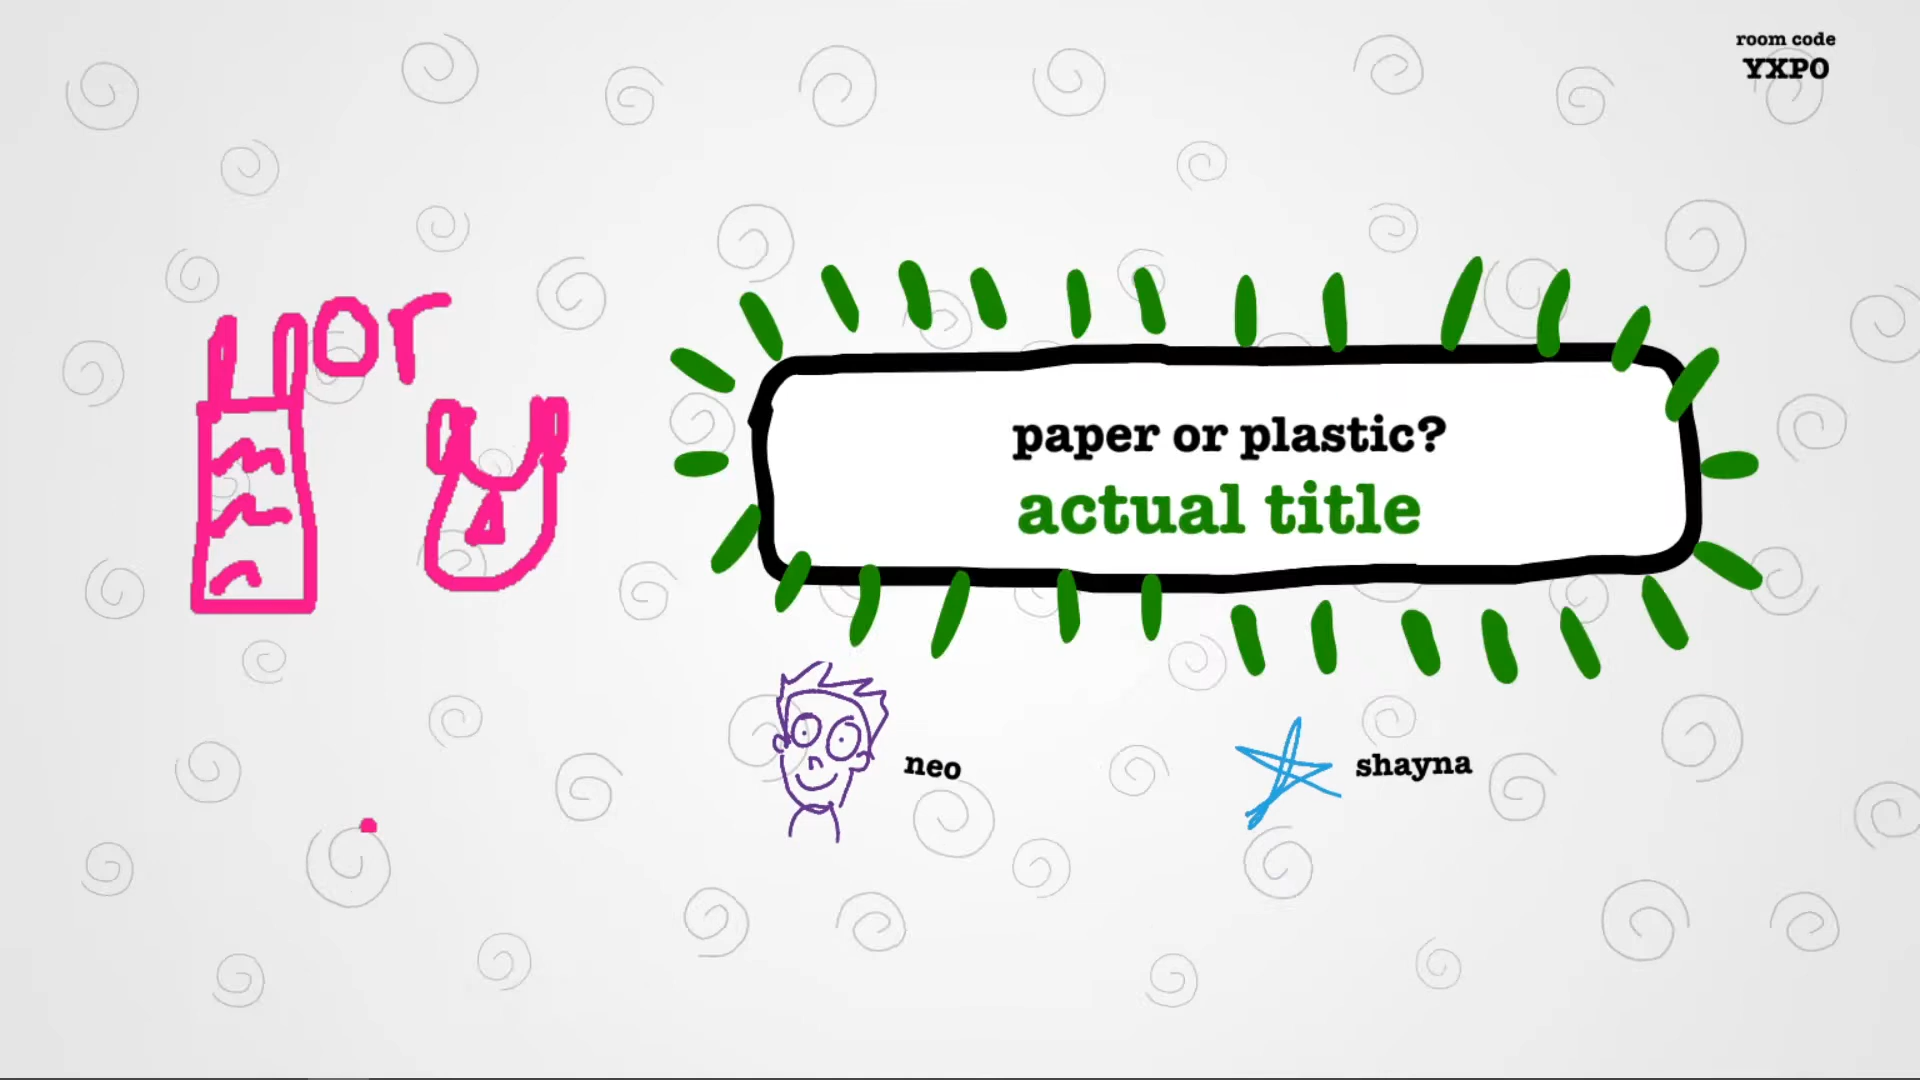 room code
YXPO
or
paper or plastic?
actual title
neo
shayna